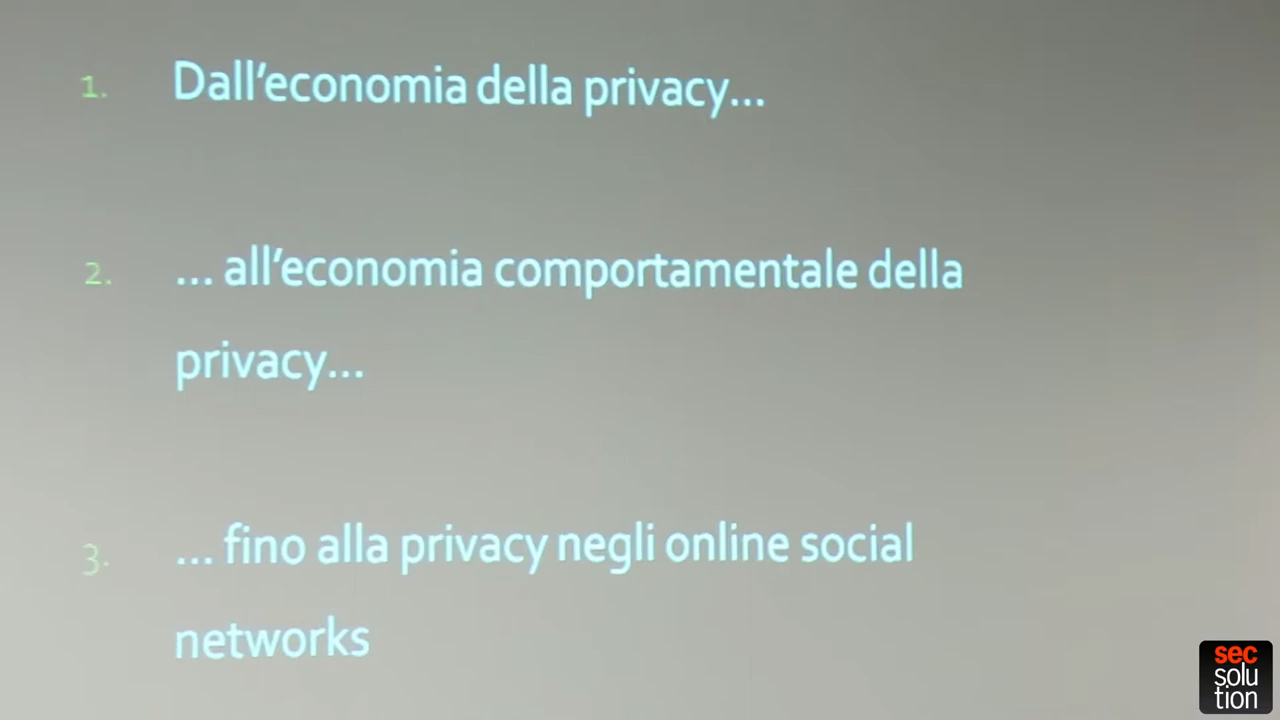 1. Dall'economia della privacy...
2. ... all'economia comportamentale della
privacy...
3. ... fino alla privacy negli online social
networks
sec
solu
tion